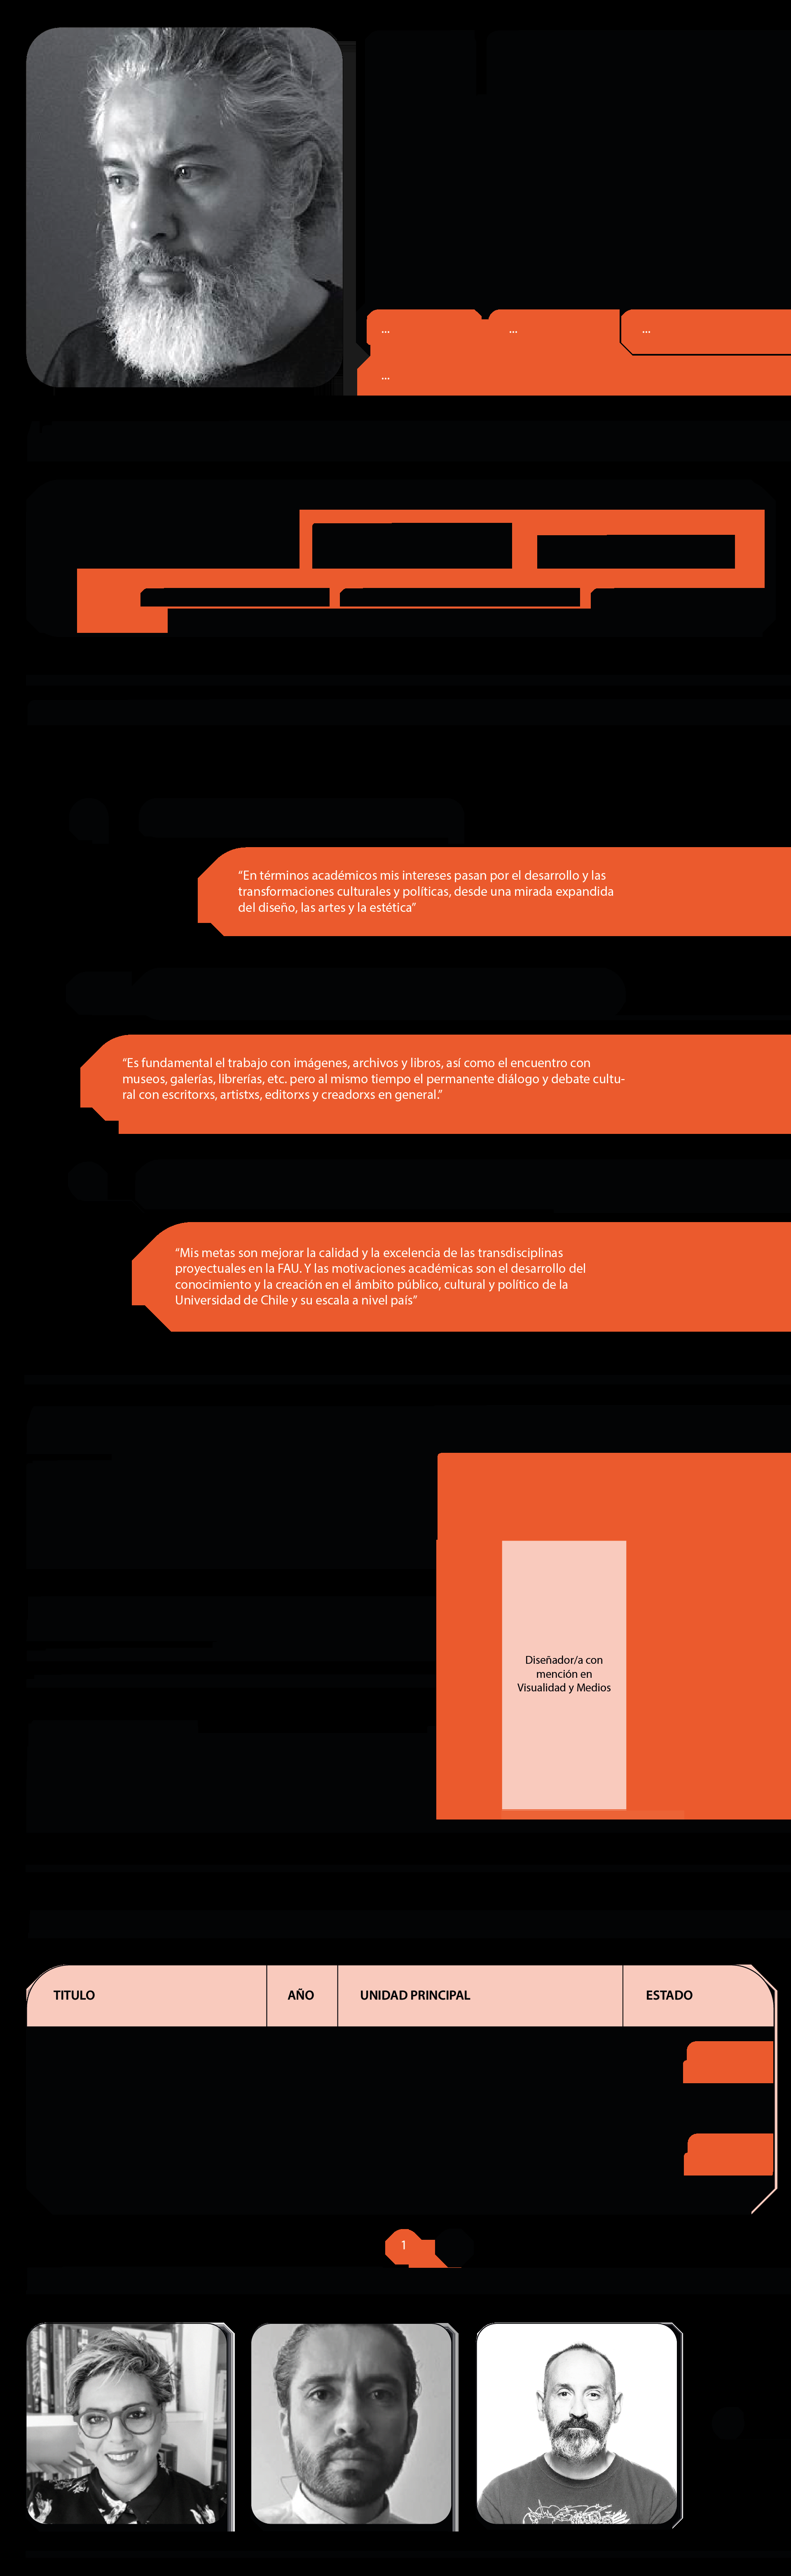 ...
...
...
...
“En términos académicos mis intereses pasan por el desarrollo y las
transformaciones culturales y políticas, desde una mirada expandida
del diseño, las artes y la estética”
“Es fundamental el trabajo con imágenes, archivos y libros, así como el encuentro con
museos, galerías, librerías, etc. pero al mismo tiempo el permanente diálogo y debate cultu-
ral con escritorxs, artistxs, editorxs y creadorxs en general.”
“Mis metas son mejorar la calidad y la excelencia de las transdisciplinas
proyectuales en la FAU. Y las motivaciones académicas son el desarrollo del
conocimiento y la creación en el ámbito público, cultural y político de la
Universidad de Chile y su escala a nivel país”
Diseñador/a con
mención en
Visualidad y Medios
TITULO AÑO UNIDAD PRINCIPAL ESTADO
1